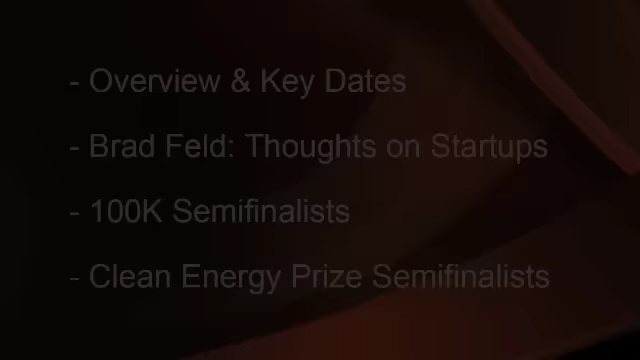 - Overview & Key Dates
- Brad Feld: Thoughts on Startups
- 100K Semifinalists
- Clean Energy Prize Semifinalists